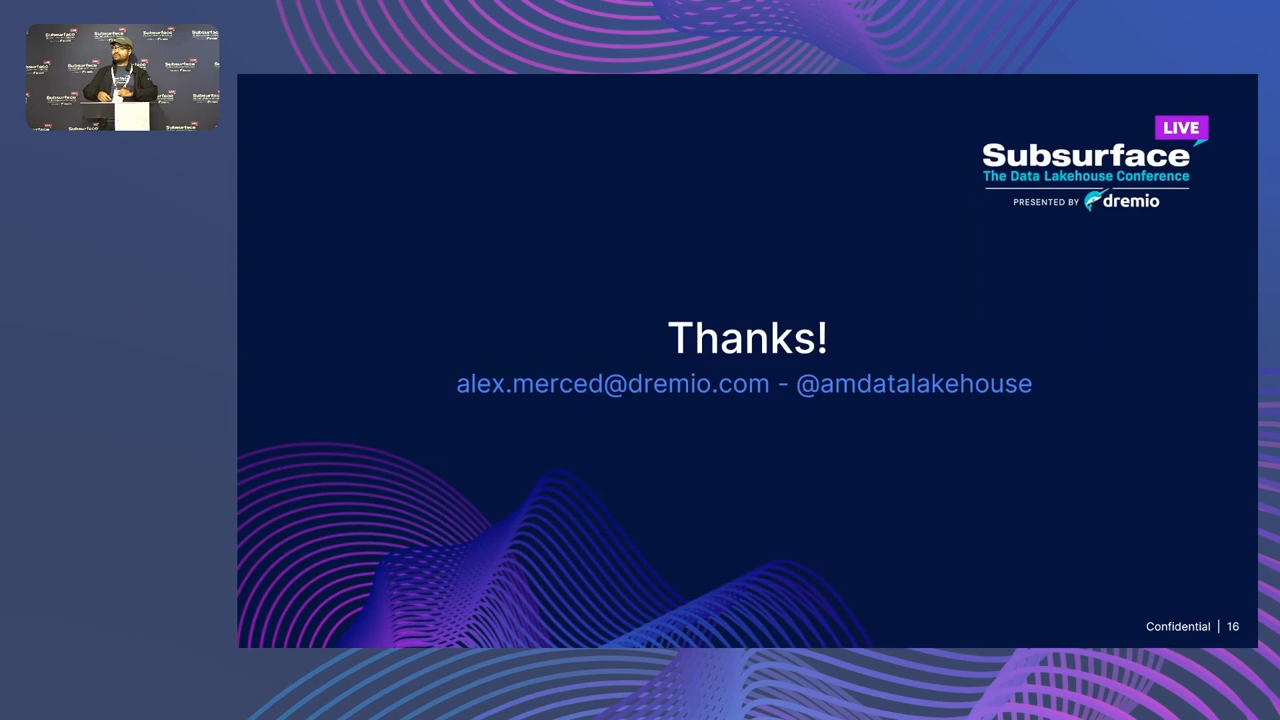 LIVE
Subsurface
The Data Lakehouse Conference
PRESENTED BY dremio
Thanks!
alex.merced@dremio.com - @amdatalakehouse
Confidential | 16